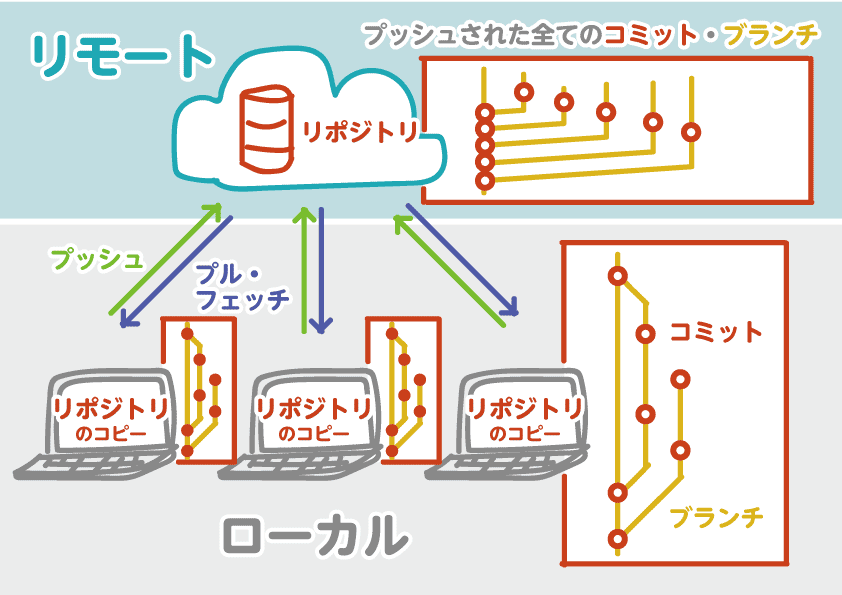 リモート
プッシュされた全てのコミット・ブランチ
リポジトリ
プッシュ
プル・
フェッチ
リポジトリ
のコピー
リポジトリ
のコピー
リポジトリ
のコピー
コミット
ブランチ
ローカル